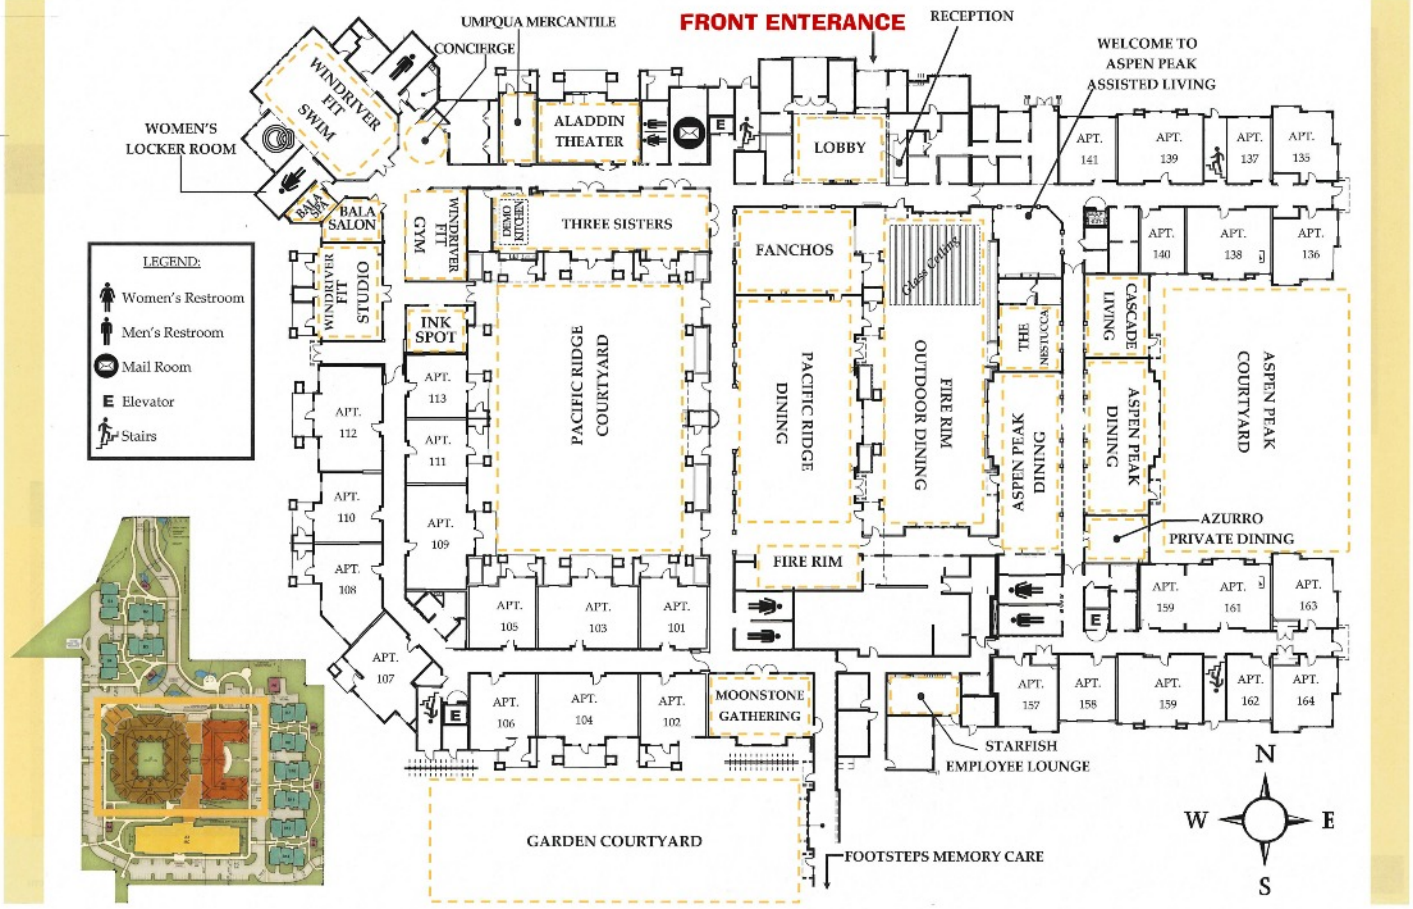 UMPQUA MERCANTILE
FRONT ENTERANCE
RECEPTION
CONCIERGE
WELCOME TO
ASPEN PEAK
ASSISTED LIVING
WINDRIVER
FIT
SWIM
WOMEN'S
LOCKER ROOM
ALADDIN
THEATER
E
LOBBY
APT.
141
APT.
139
APT.
137
APT.
135
BALA
SPA
BALA
SALON
WINDRIVER
FIT
GYM
DEMO
KITCHEN
THREE SISTERS
FANCHOS
Glass Ceiling
APT.
140
APT.
138
APT.
136
LEGEND:
Women's Restroom
Men's Restroom
Mail Room
E Elevator
Stairs
WINDRIVER
FIT
STUDIO
INK
SPOT
PACIFIC RIDGE
COURTYARD
PACIFIC RIDGE
DINING
FIRE RIM
OUTDOOR DINING
THE
NESTUCCA
CASCADE
LIVING
ASPEN PEAK
DINING
ASPEN PEAK
DINING
ASPEN PEAK
COURTYARD
APT.
113
APT.
112
APT.
111
APT.
110
APT.
109
APT.
108
AZURRO
PRIVATE DINING
FIRE RIM
APT.
105
APT.
103
APT.
101
E
APT.
159
APT.
161
APT.
163
APT.
107
E
APT.
106
APT.
104
APT.
102
MOONSTONE
GATHERING
APT.
157
APT.
158
APT.
159
APT.
162
APT.
164
STARFISH
EMPLOYEE LOUNGE
GARDEN COURTYARD
FOOTSTEPS MEMORY CARE
N
W
E
S